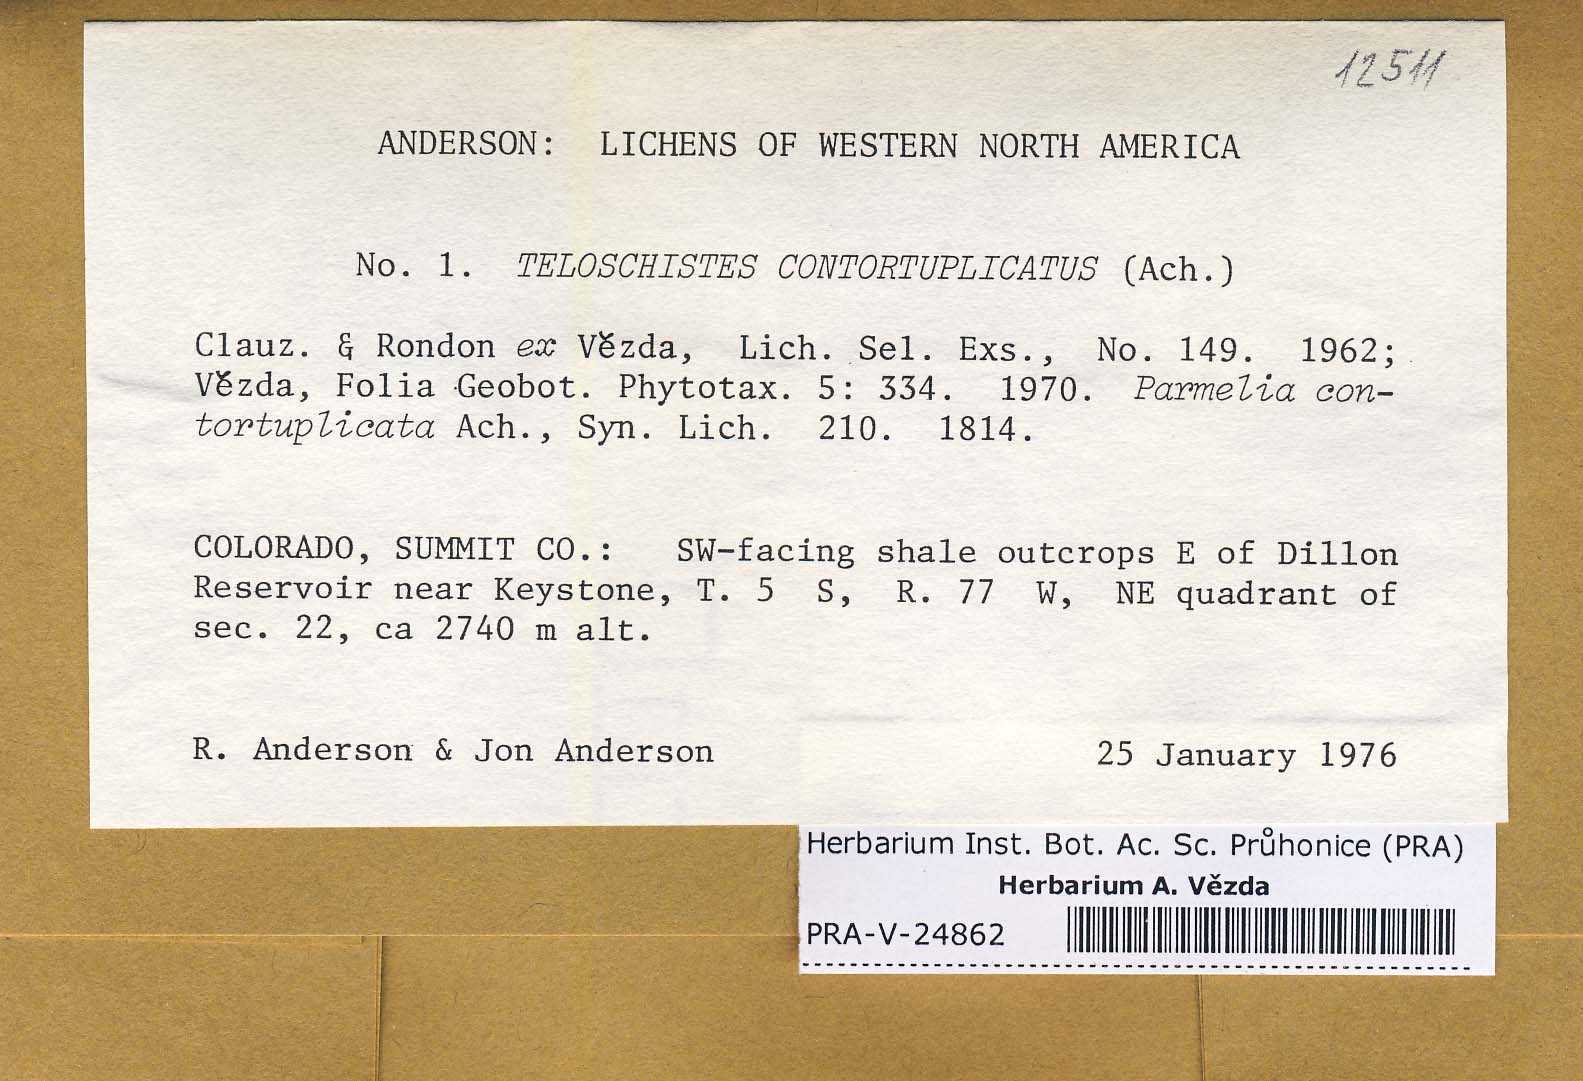 12511
ANDERSON: LICHENS OF WESTERN NORTH AMERICA
No. 1. TELOSCHISTES CONTORTUPLICATUS (Ach.)
Clauz. & Rondon ex Vězda, Lich. Sel. Exs., No. 149. 1962;
Vězda, Folia Geobot. Phytotax. 5: 334. 1970. Parmelia con-
tortuplicata Ach., Syn. Lich. 210. 1814.
COLORADO, SUMMIT CO.: SW-facing shale outcrops E of Dillon
Reservoir near Keystone, T. 5 S, R. 77 W, NE quadrant of
sec. 22, ca 2740 m alt.
R. Anderson & Jon Anderson 25 January 1976
Herbarium Inst. Bot. Ac. Sc. Průhonice (PRA)
Herbarium A. Vězda
PRA-V-24862